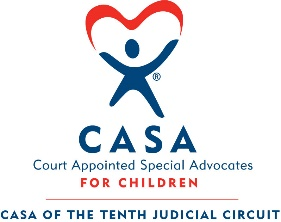 ®
CASA
Court Appointed Special Advocates
FOR CHILDREN
CASA OF THE TENTH JUDICIAL CIRCUIT